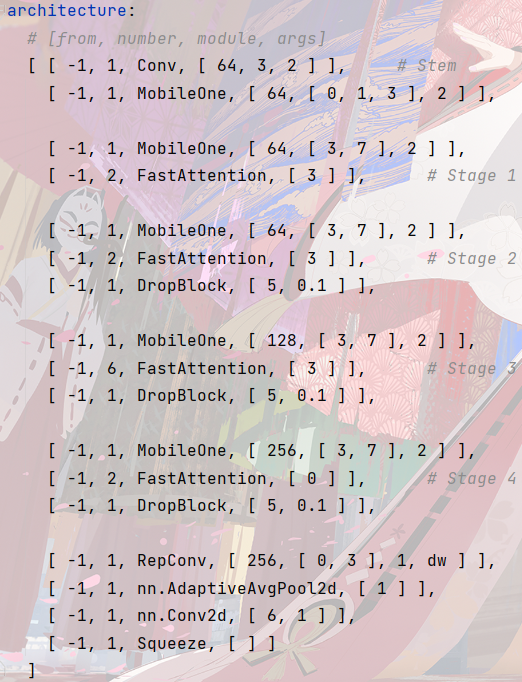 architecture:
# [from, number, module, args]
[ [ -1, 1, Conv, [ 64, 3, 2 ] ], # Stem
[ -1, 1, MobileOne, [ 64, [ 0, 1, 3 ], 2 ] ],
[ -1, 1, MobileOne, [ 64, [ 3, 7 ], 2 ] ],
[ -1, 2, FastAttention, [ 3 ] ], # Stage 1
[ -1, 1, MobileOne, [ 64, [ 3, 7 ], 2 ] ],
[ -1, 2, FastAttention, [ 3 ] ], # Stage 2
[ -1, 1, DropBlock, [ 5, 0.1 ] ],
[ -1, 1, MobileOne, [ 128, [ 3, 7 ], 2 ] ],
[ -1, 6, FastAttention, [ 3 ] ], # Stage 3
[ -1, 1, DropBlock, [ 5, 0.1 ] ],
[ -1, 1, MobileOne, [ 256, [ 3, 7 ], 2 ] ],
[ -1, 2, FastAttention, [ 0 ] ], # Stage 4
[ -1, 1, DropBlock, [ 5, 0.1 ] ],
[ -1, 1, RepConv, [ 256, [ 0, 3 ], 1, dw ] ],
[ -1, 1, nn.AdaptiveAvgPool2d, [ 1 ] ],
[ -1, 1, nn.Conv2d, [ 6, 1 ] ],
[ -1, 1, Squeeze, [ ] ]
]